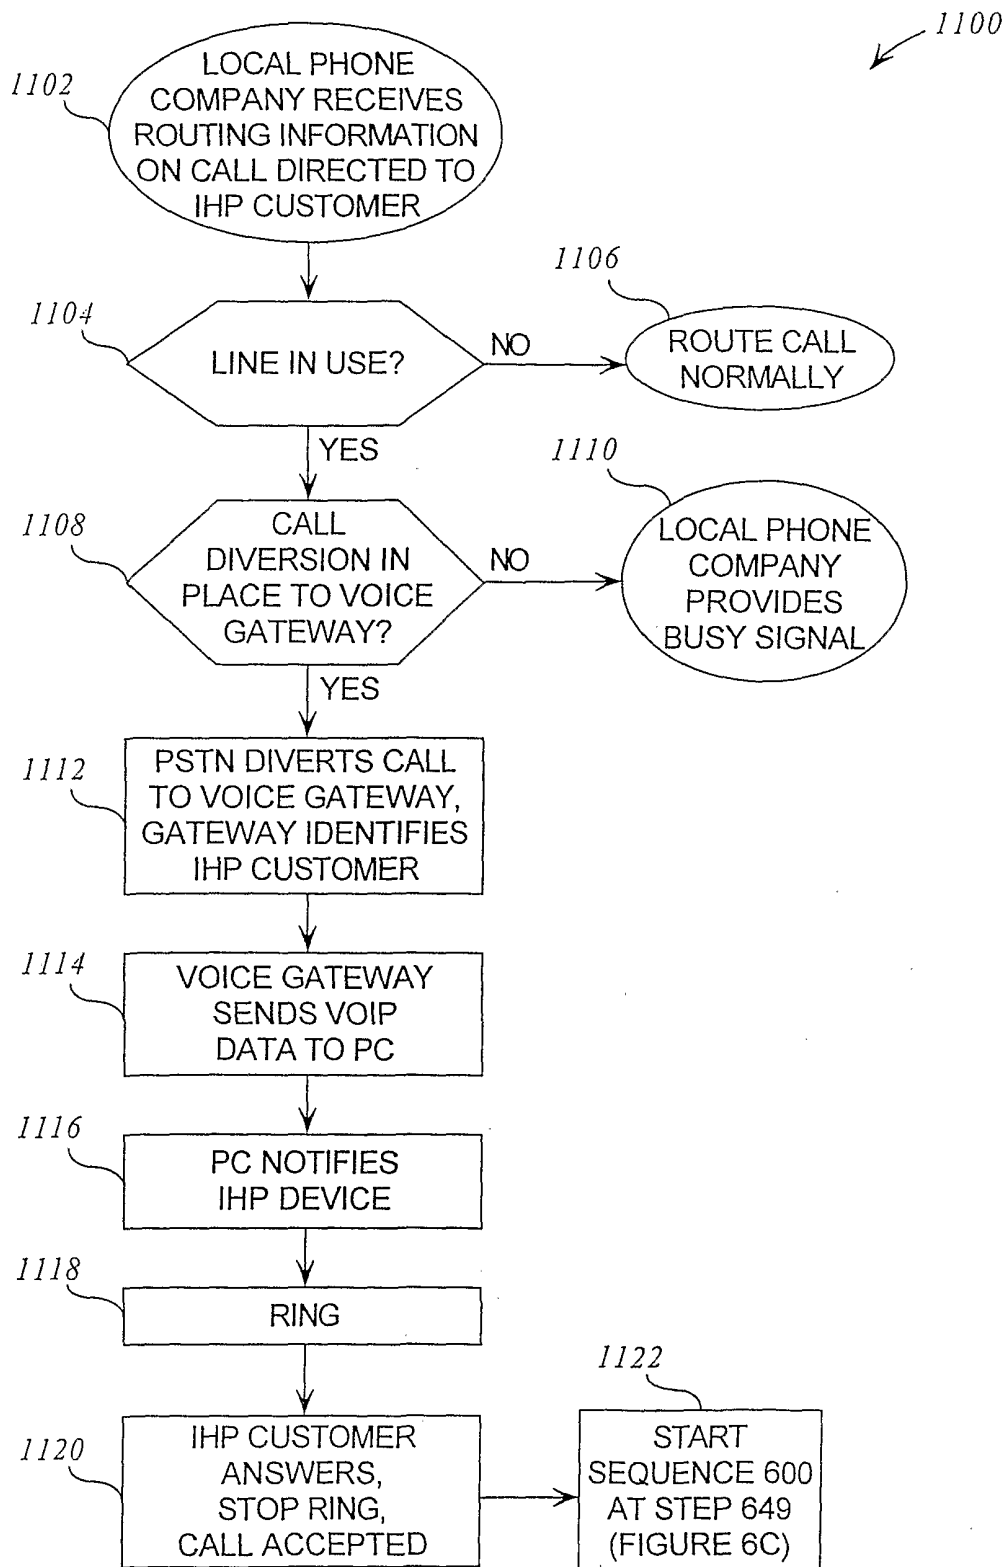 1100
1102
LOCAL PHONE
COMPANY RECEIVES
ROUTING INFORMATION
ON CALL DIRECTED TO
IHP CUSTOMER
1104
LINE IN USE?
NO
1106
ROUTE CALL
NORMALLY
YES
1108
CALL
DIVERSION IN
PLACE TO VOICE
GATEWAY?
NO
1110
LOCAL PHONE
COMPANY
PROVIDES
BUSY SIGNAL
YES
1112
PSTN DIVERTS CALL
TO VOICE GATEWAY,
GATEWAY IDENTIFIES
IHP CUSTOMER
1114
VOICE GATEWAY
SENDS VOIP
DATA TO PC
1116
PC NOTIFIES
IHP DEVICE
1118
RING
1120
IHP CUSTOMER
ANSWERS,
STOP RING,
CALL ACCEPTED
1122
START
SEQUENCE 600
AT STEP 649
(FIGURE 6C)